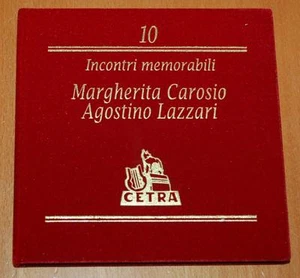 10
Incontri memorabili
Margherita Carosio
Agostino Lazzari
CETRA